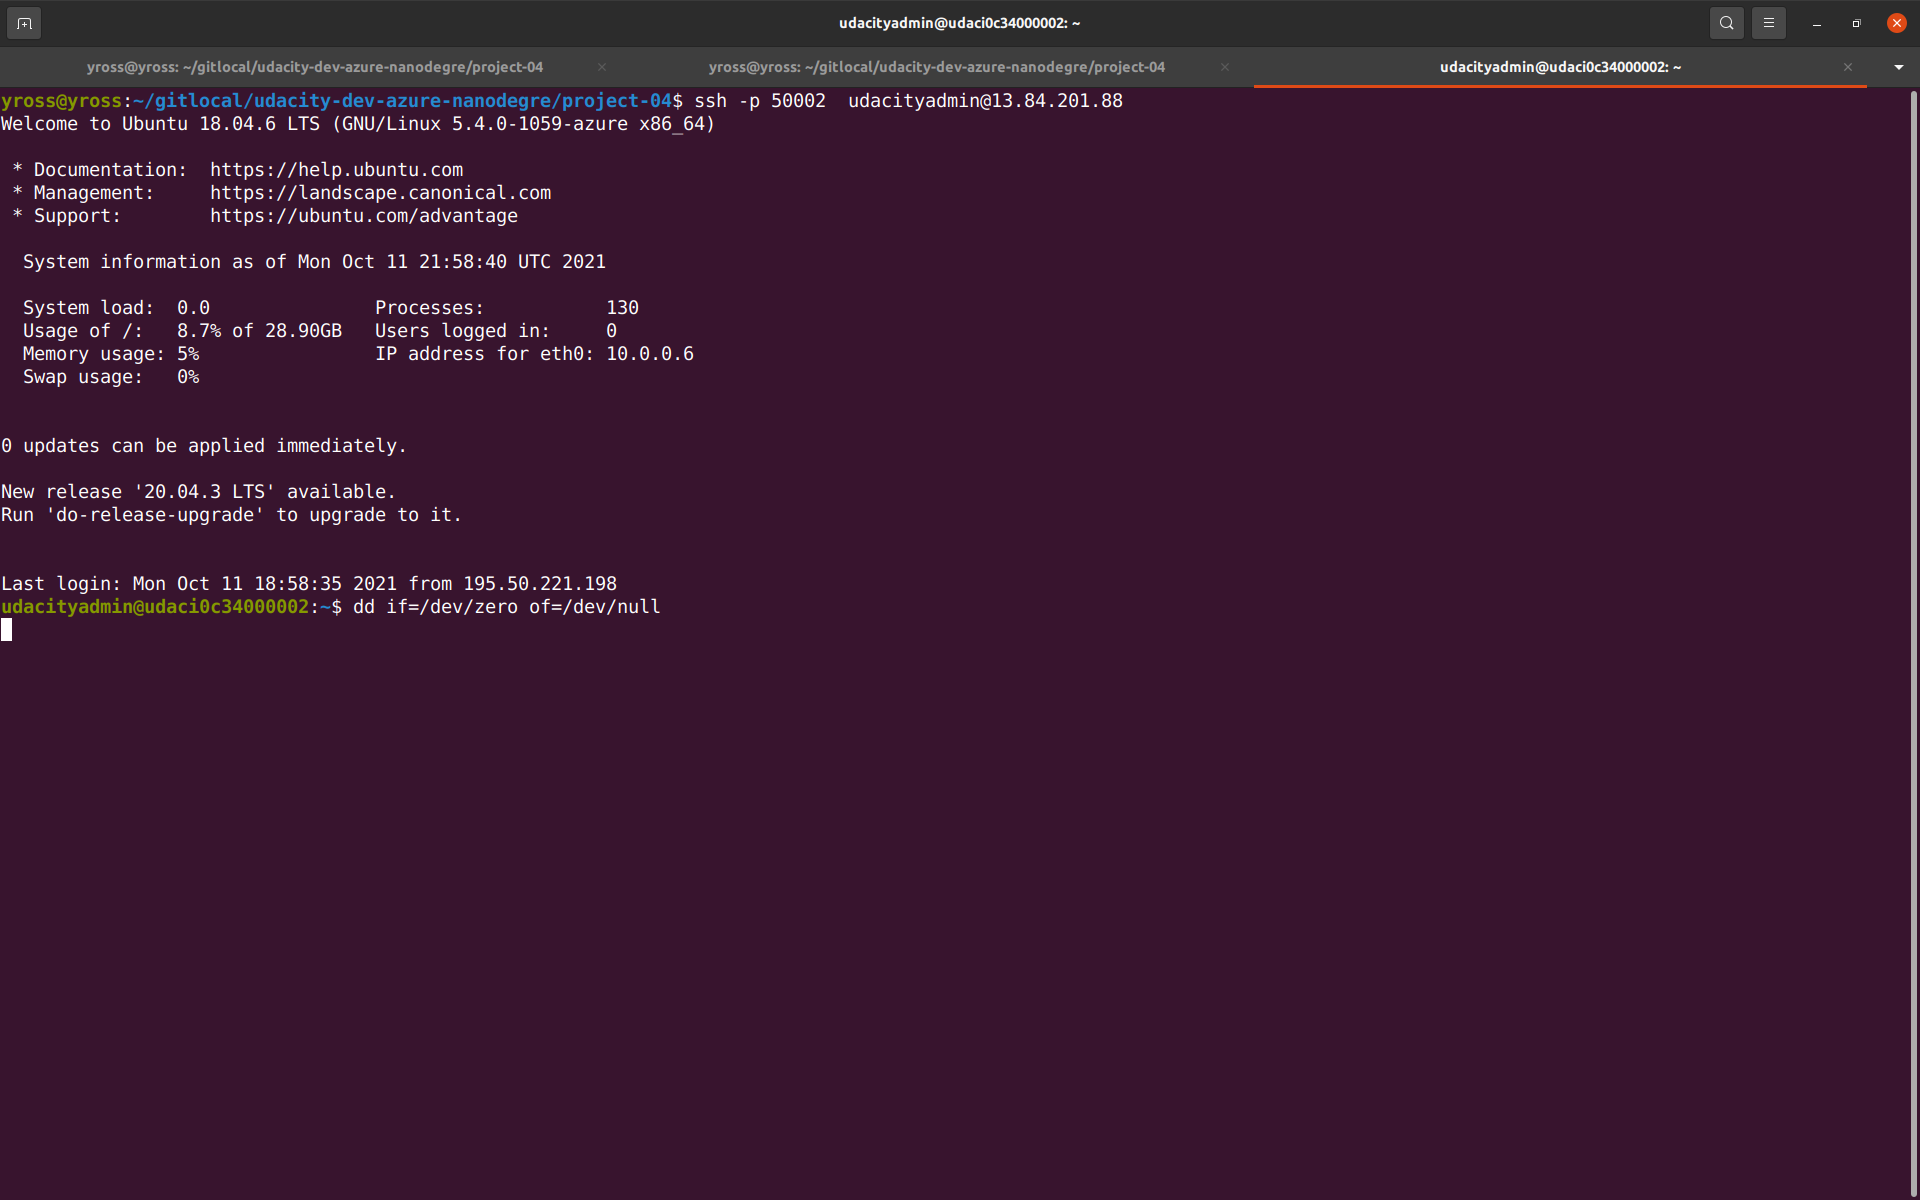 udacityadmin@udaci0c34000002: ~
yross@yross: ~/gitlocal/udacity-dev-azure-nanodegre/project-04
yross@yross: ~/gitlocal/udacity-dev-azure-nanodegre/project-04
udacityadmin@udaci0c34000002: ~
yross@yross:~/gitlocal/udacity-dev-azure-nanodegre/project-04$ ssh -p 50002  udacityadmin@13.84.201.88
Welcome to Ubuntu 18.04.6 LTS (GNU/Linux 5.4.0-1059-azure x86_64)
* Documentation:  https://help.ubuntu.com
* Management:     https://landscape.canonical.com
* Support:        https://ubuntu.com/advantage
System information as of Mon Oct 11 21:58:40 UTC 2021
System load:  0.0               Processes:           130
Usage of /:   8.7% of 28.90GB   Users logged in:     0
Memory usage: 5%                IP address for eth0: 10.0.0.6
Swap usage:   0%
0 updates can be applied immediately.
New release '20.04.3 LTS' available.
Run 'do-release-upgrade' to upgrade to it.
Last login: Mon Oct 11 18:58:35 2021 from 195.50.221.198
udacityadmin@udaci0c34000002:~$ dd if=/dev/zero of=/dev/null